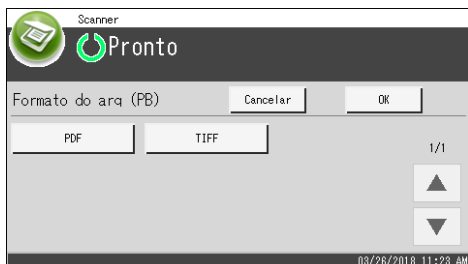 Scanner
Pronto
Formato do arq (PB) Cancelar OK
PDF TIFF
1/1
03/26/2018 11:23 AM